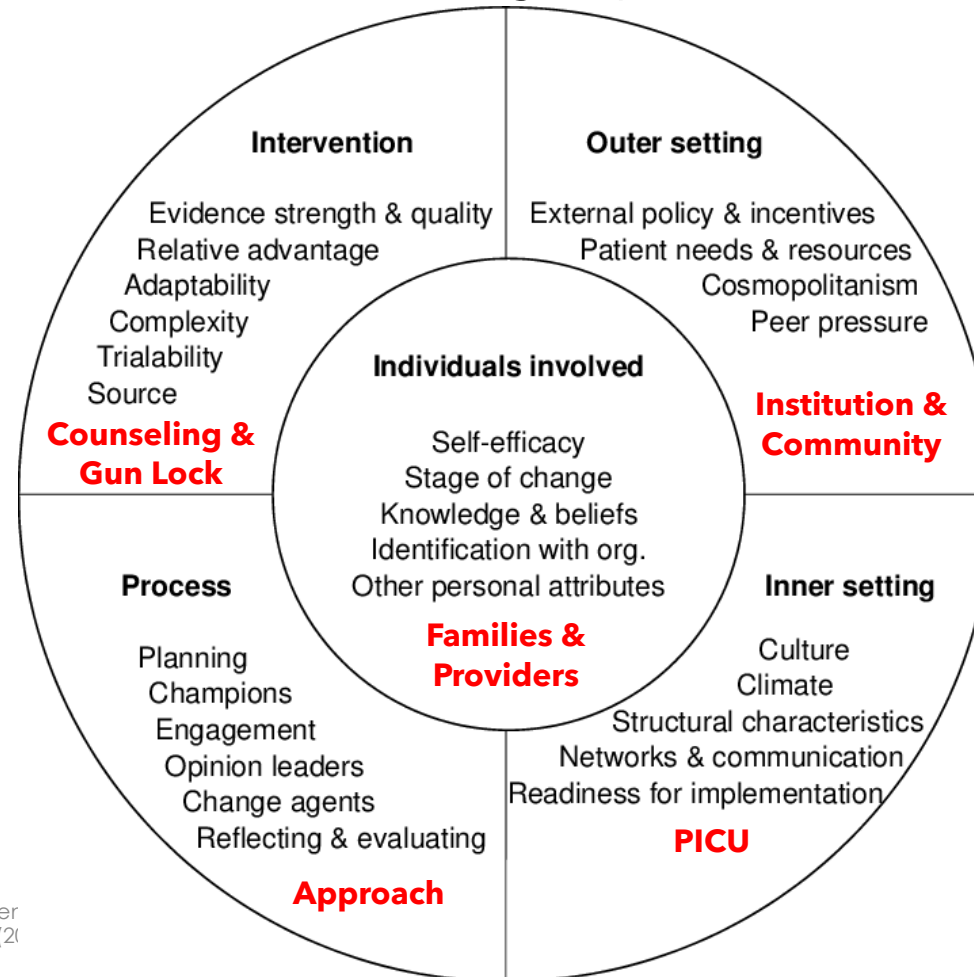 Intervention
Evidence strength & quality
Relative advantage
Adaptability
Complexity
Trialability
Source
Counseling &
Gun Lock
Outer setting
External policy & incentives
Patient needs & resources
Cosmopolitanism
Peer pressure
Institution &
Community
Individuals involved
Self-efficacy
Stage of change
Knowledge & beliefs
Identification with org.
Other personal attributes
Families &
Providers
Process
Planning
Champions
Engagement
Opinion leaders
Change agents
Reflecting & evaluating
Approach
Inner setting
Culture
Climate
Structural characteristics
Networks & communication
Readiness for implementation
PICU